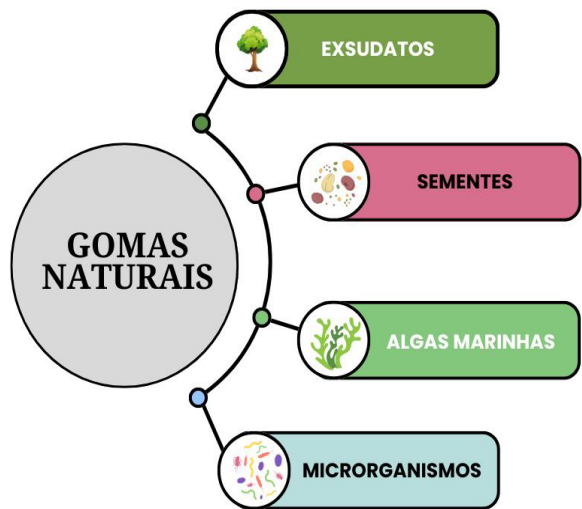 EXSUDATOS
SEMENTES
GOMAS
NATURAIS
ALGAS MARINHAS
MICRORGANISMOS